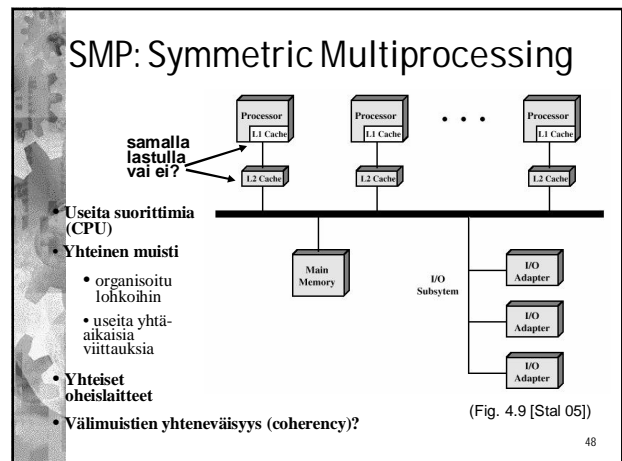 SMP: Symmetric Multiprocessing
Processor
L1 Cache
Processor
L1 Cache
. . .
Processor
L1 Cache
samalla
lastulla
vai ei?
L2 Cache
L2 Cache
L2 Cache
• Useita suorittimia
(CPU)
• Yhteinen muisti
• organisoitu
lohkoihin
• useita yhtä-
aikaisia
viittauksia
• Yhteiset
oheislaitteet
• Välimuistien yhteneväisyys (coherency)?
Main
Memory
I/O
Subsytem
I/O
Adapter
I/O
Adapter
I/O
Adapter
(Fig. 4.9 [Stal 05])
48